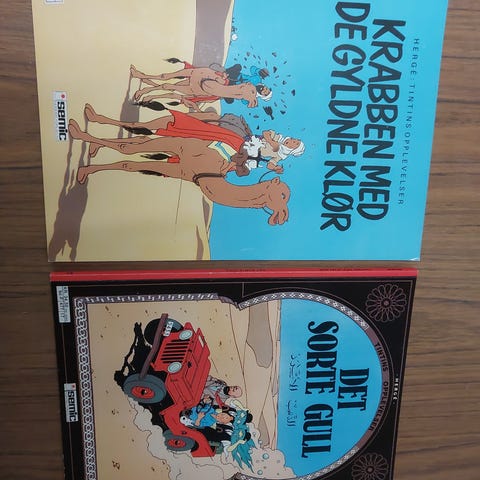 HERGÉ: TINTINS OPPLEVELSER
KRABBEN MED
DE GYLDNE KLØR
semic
HERGÉ
TINTINS OPPLEVELSER
DET
SORTE GULL
semic